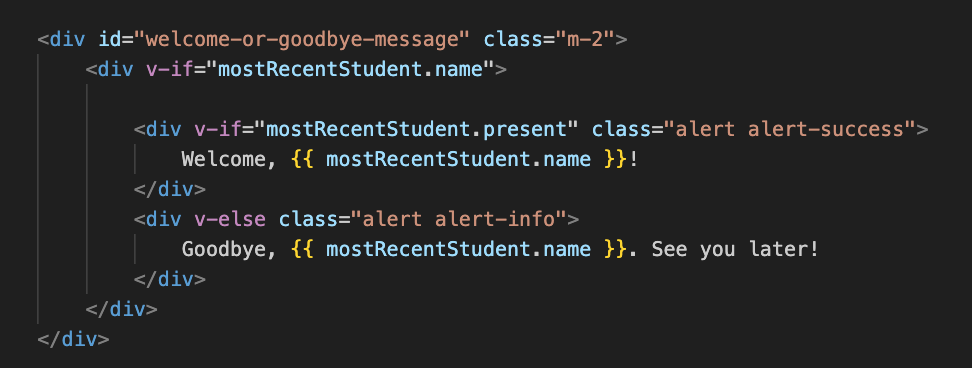 <div id="welcome-or-goodbye-message" class="m-2">
<div v-if="mostRecentStudent.name">
<div v-if="mostRecentStudent.present" class="alert alert-success">
Welcome, {{ mostRecentStudent.name }}!
</div>
<div v-else class="alert alert-info">
Goodbye, {{ mostRecentStudent.name }}. See you later!
</div>
</div>
</div>